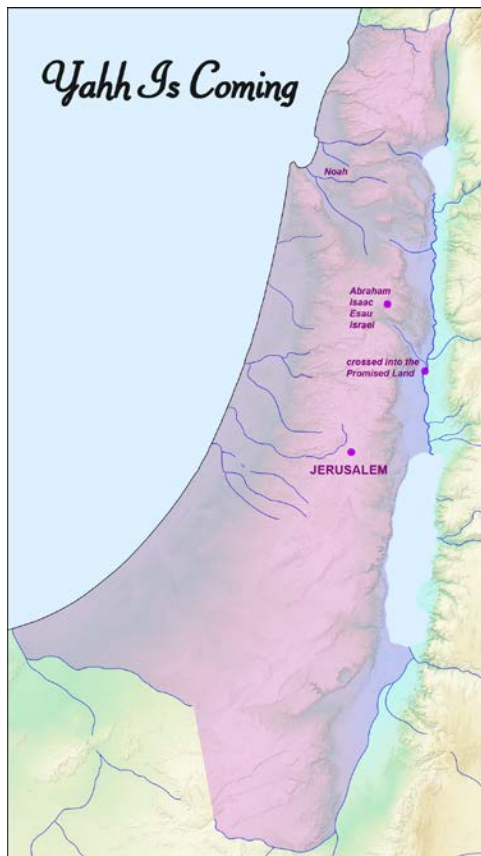 Yahh Is Coming
Noah
Abraham
Isaac
Esau
Israel
crossed into the
Promised Land
JERUSALEM